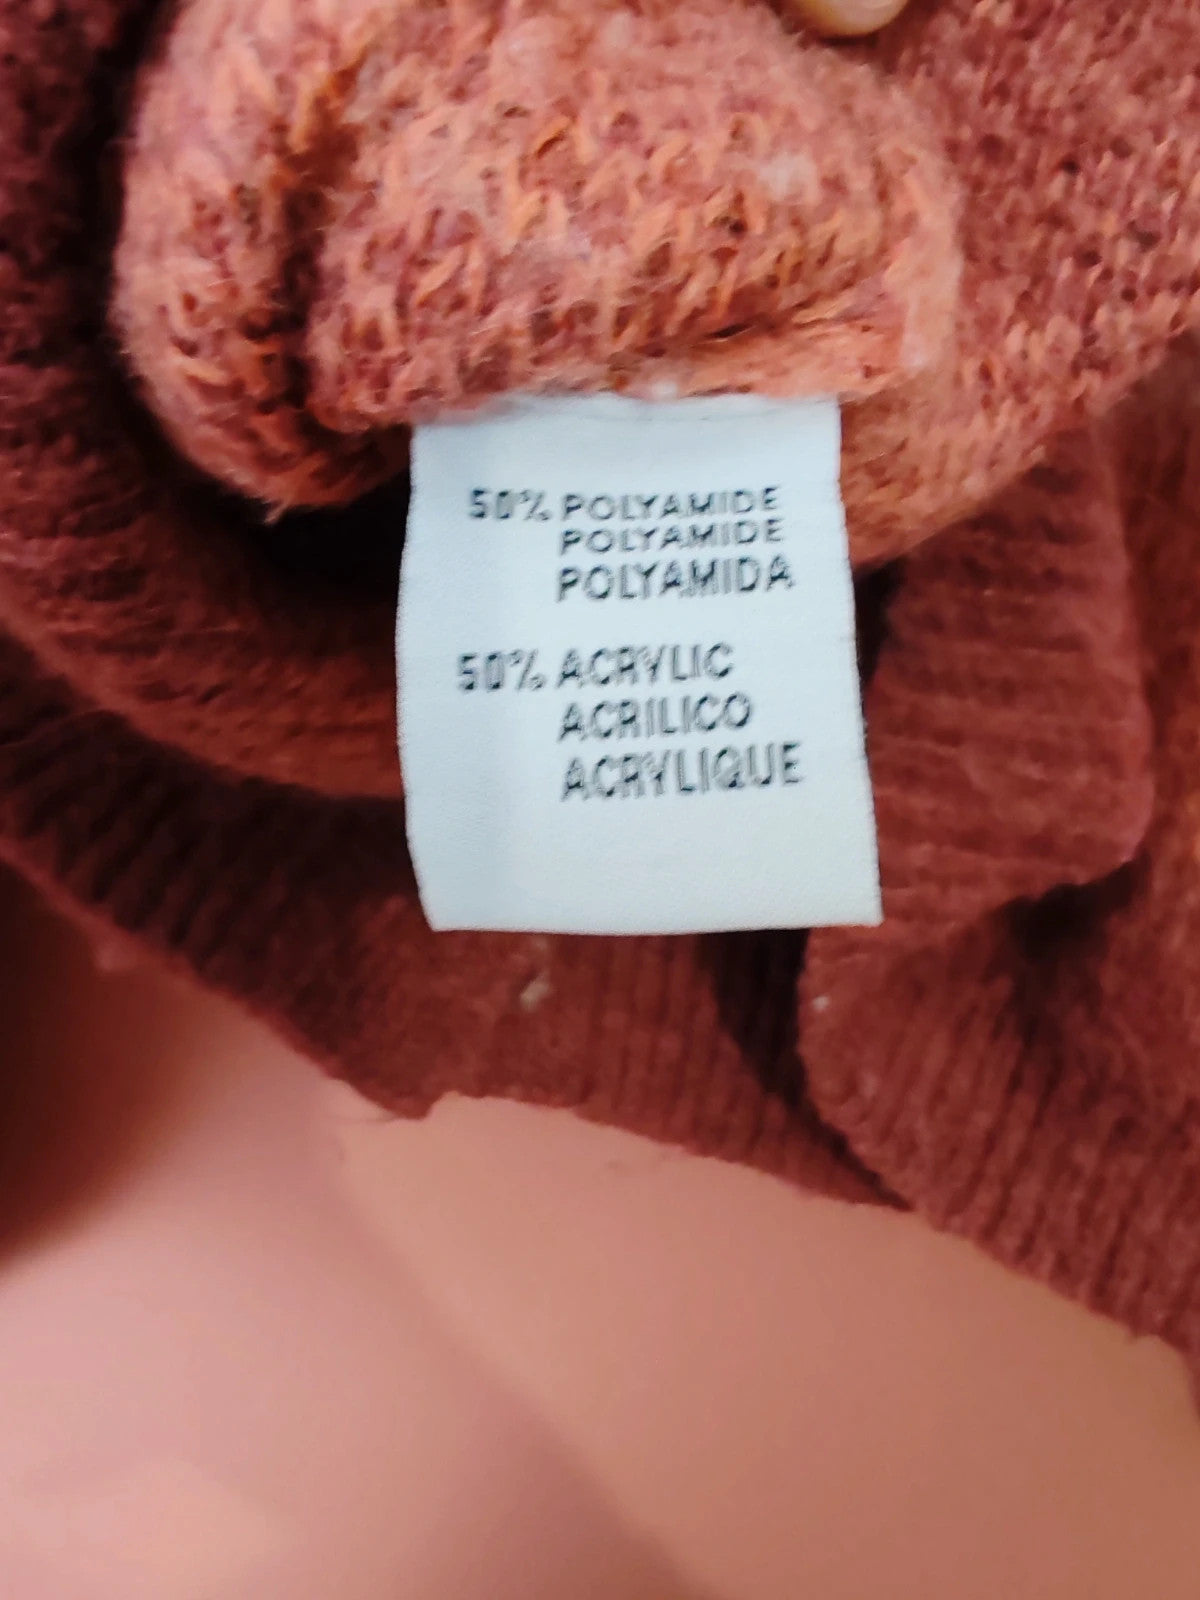 50% POLYAMIDE
POLYAMIDE
POLYAMIDA
50% ACRYLIC
ACRILICO
ACRYLIQUE